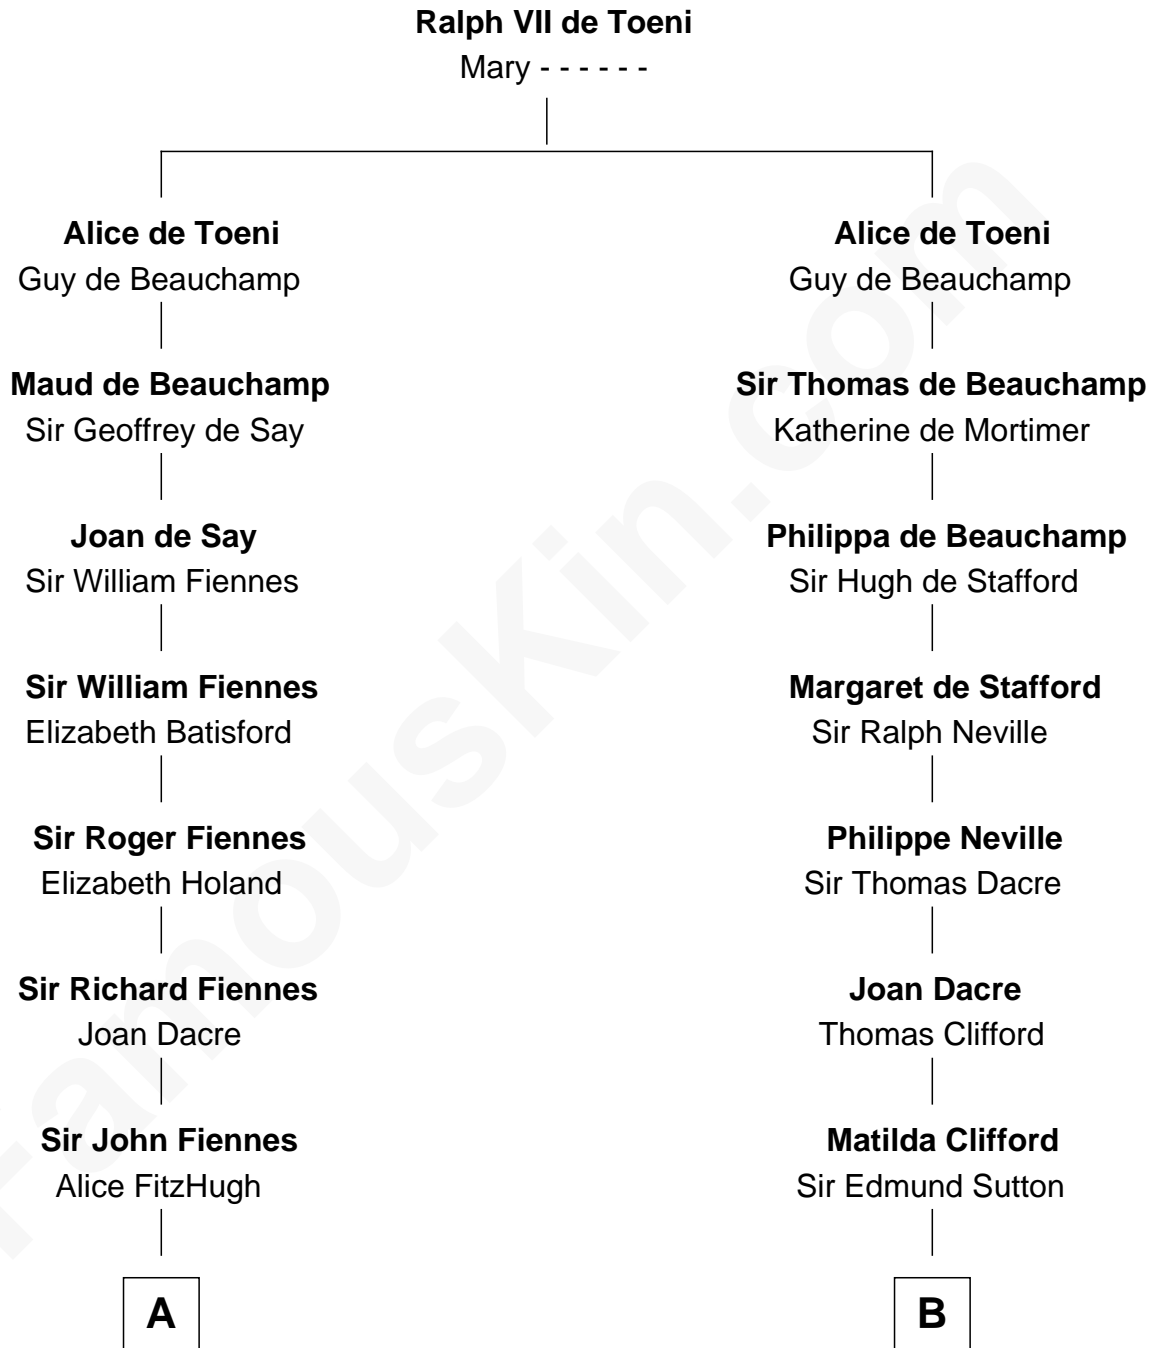 Ralph VII de Toeni
Mary - - - - - -
Alice de Toeni
Guy de Beauchamp
Maud de Beauchamp
Sir Geoffrey de Say
Joan de Say
Sir William Fiennes
Sir William Fiennes
Elizabeth Batisford
Sir Roger Fiennes
Elizabeth Holand
Sir Richard Fiennes
Joan Dacre
Sir John Fiennes
Alice FitzHugh
A
Alice de Toeni
Guy de Beauchamp
Sir Thomas de Beauchamp
Katherine de Mortimer
Philippa de Beauchamp
Sir Hugh de Stafford
Margaret de Stafford
Sir Ralph Neville
Philippe Neville
Sir Thomas Dacre
Joan Dacre
Thomas Clifford
Matilda Clifford
Sir Edmund Sutton
B
FamousKin.com